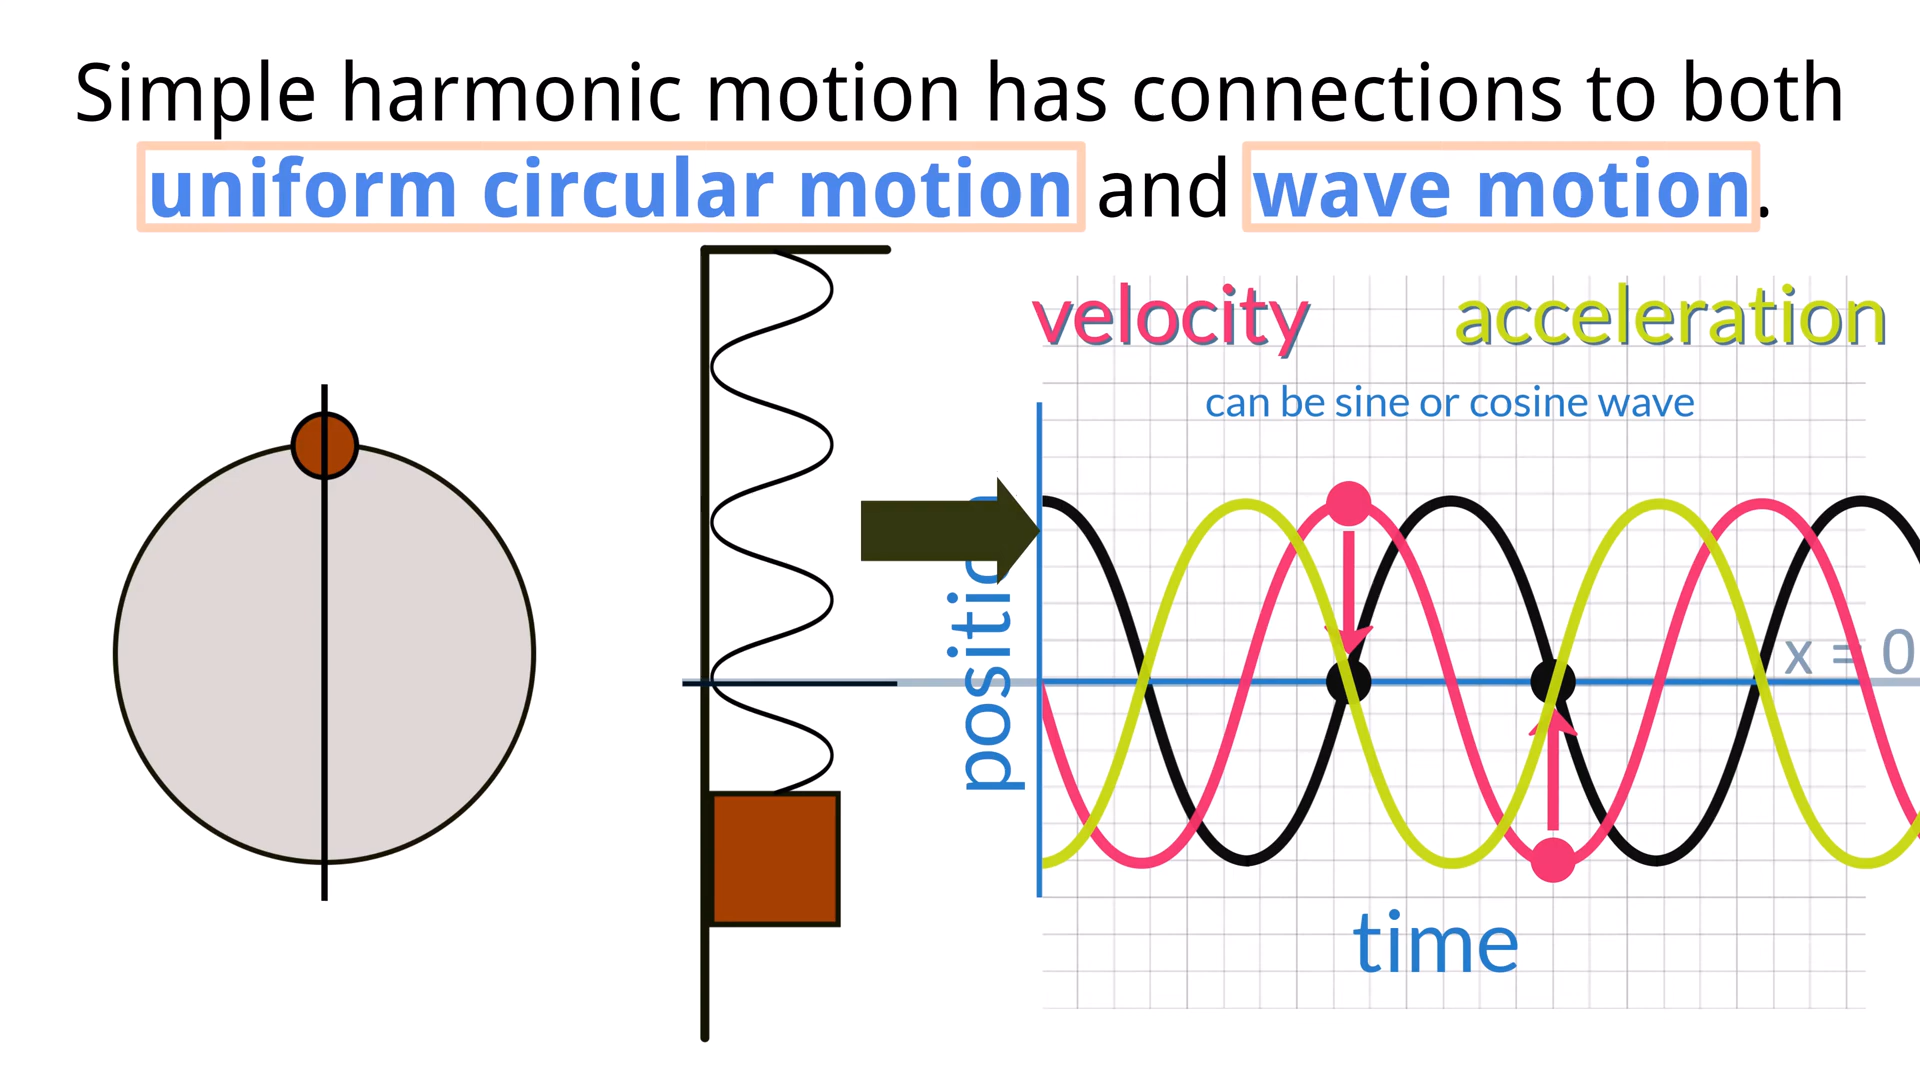 Simple harmonic motion has connections to both
uniform circular motion and wave motion.
velocity
acceleration
can be sine or cosine wave
position
x = 0
time